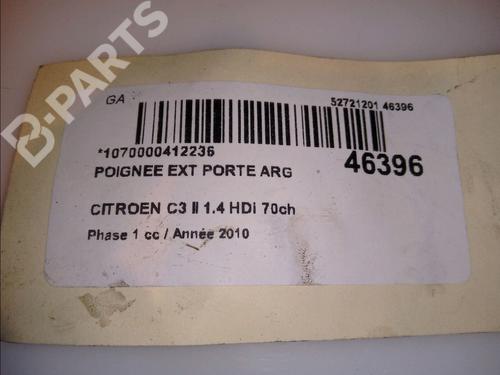 B-PARTS
GA
52721201 46396
*1070000412236
46396
POIGNEE EXT PORTE ARG
CITROEN C3 II 1.4 HDi 70ch
Phase 1 cc / Année 2010